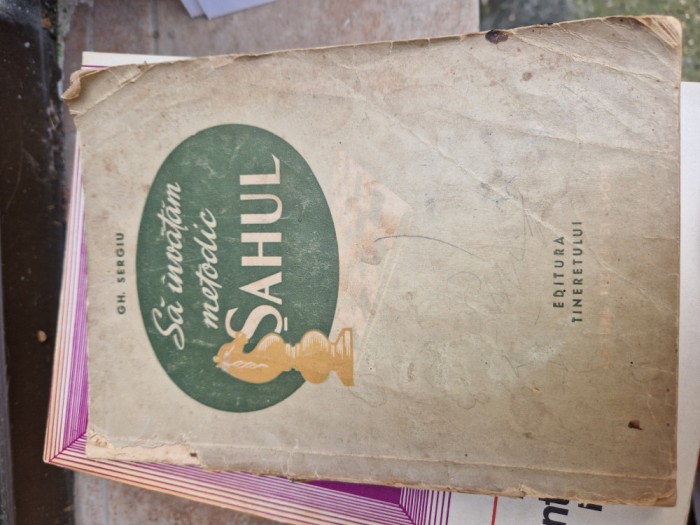 GH. SERGIU
Să învățăm
metodic
ȘAHUL
EDITURA
TINERETULUI